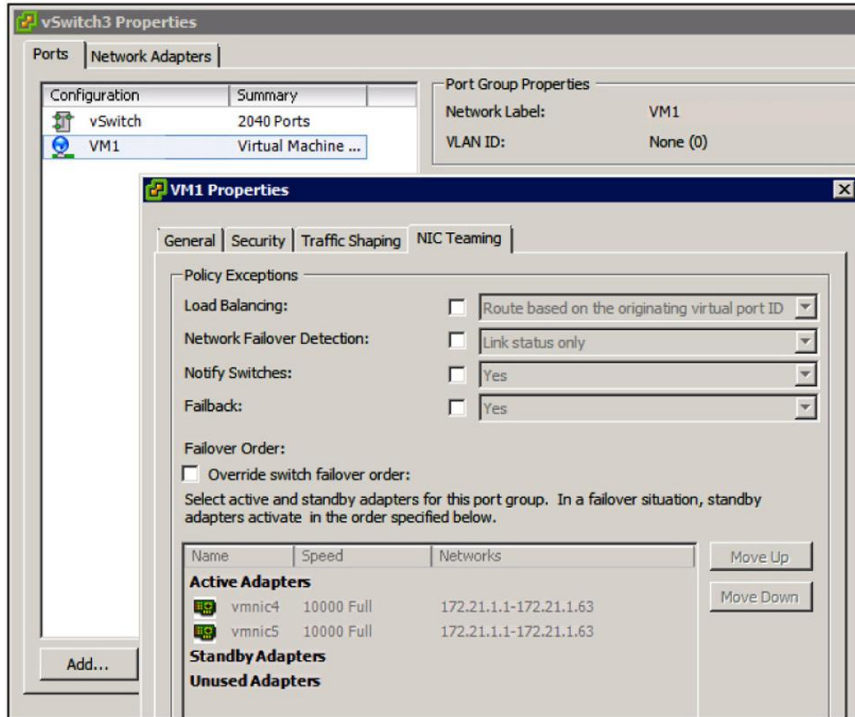 vSwitch3 Properties
Ports Network Adapters
Configuration Summary
vSwitch 2040 Ports
VM1 Virtual Machine ...
Port Group Properties
Network Label: VM1
VLAN ID: None (0)
VM1 Properties
General Security Traffic Shaping NIC Teaming
Policy Exceptions
Load Balancing: Route based on the originating virtual port ID
Network Failover Detection: Link status only
Notify Switches: Yes
Failback: Yes
Failover Order:
Override switch failover order:
Select active and standby adapters for this port group. In a failover situation, standby
adapters activate in the order specified below.
Name Speed Networks
Active Adapters
vmnic4 10000 Full 172.21.1.1-172.21.1.63
vmnic5 10000 Full 172.21.1.1-172.21.1.63
Standby Adapters
Unused Adapters
Move Up
Move Down
Add...